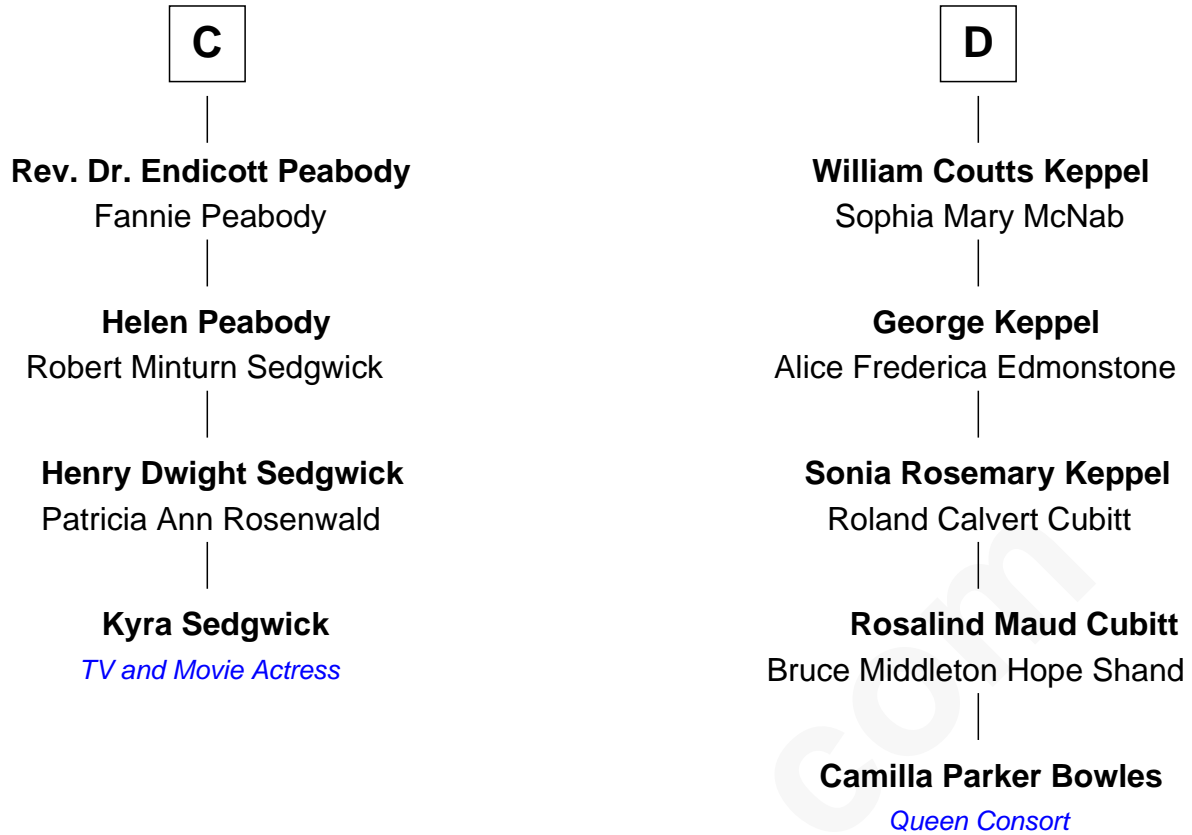 C
Rev. Dr. Endicott Peabody
Fannie Peabody
Helen Peabody
Robert Minturn Sedgwick
Henry Dwight Sedgwick
Patricia Ann Rosenwald
Kyra Sedgwick
TV and Movie Actress
D
William Coutts Keppel
Sophia Mary McNab
George Keppel
Alice Frederica Edmonstone
Sonia Rosemary Keppel
Roland Calvert Cubitt
Rosalind Maud Cubitt
Bruce Middleton Hope Shand
Camilla Parker Bowles
Queen Consort
com